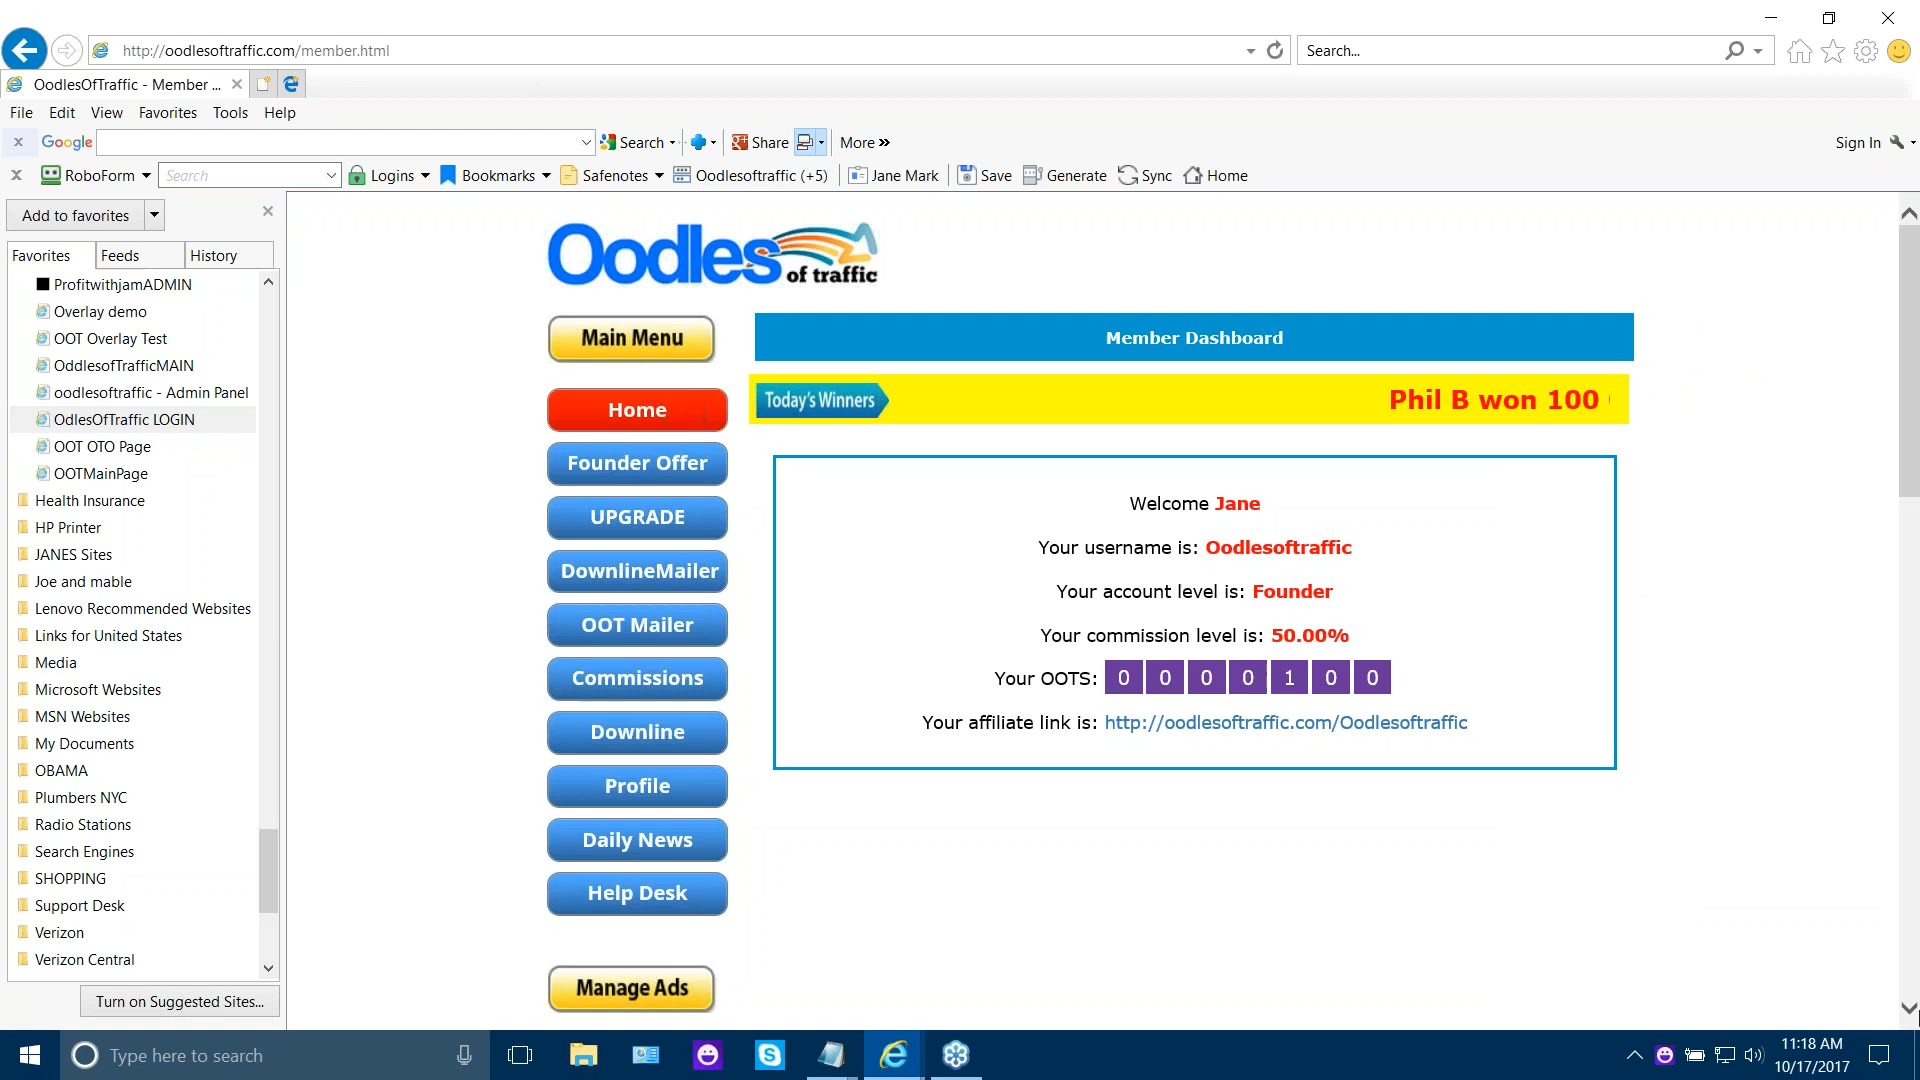 http://oodlesoftraffic.com/member.html
Search...
OodlesOfTraffic - Member ...
File Edit View Favorites Tools Help
x Google Search Share More » Sign In
x RoboForm Search Logins Bookmarks Safenotes Oodlesoftraffic (+5) Jane Mark Save Generate Sync Home
Add to favorites
Favorites Feeds History
ProfitwithjamADMIN
Overlay demo
OOT Overlay Test
OddlesofTrafficMAIN
oodlesoftraffic - Admin Panel
OdlesOfTraffic LOGIN
OOT OTO Page
OOTMainPage
Health Insurance
HP Printer
JANES Sites
Joe and mable
Lenovo Recommended Websites
Links for United States
Media
Microsoft Websites
MSN Websites
My Documents
OBAMA
Plumbers NYC
Radio Stations
Search Engines
SHOPPING
Support Desk
Verizon
Verizon Central
Turn on Suggested Sites...
Oodles
of traffic
Main Menu
Home
Founder Offer
UPGRADE
DownlineMailer
OOT Mailer
Commissions
Downline
Profile
Daily News
Help Desk
Manage Ads
Member Dashboard
Today's Winners
Phil B won 100
Welcome Jane
Your username is: Oodlesoftraffic
Your account level is: Founder
Your commission level is: 50.00%
Your OOTS: 0 0 0 0 1 0 0
Your affiliate link is: http://oodlesoftraffic.com/Oodlesoftraffic
Type here to search
11:18 AM
10/17/2017